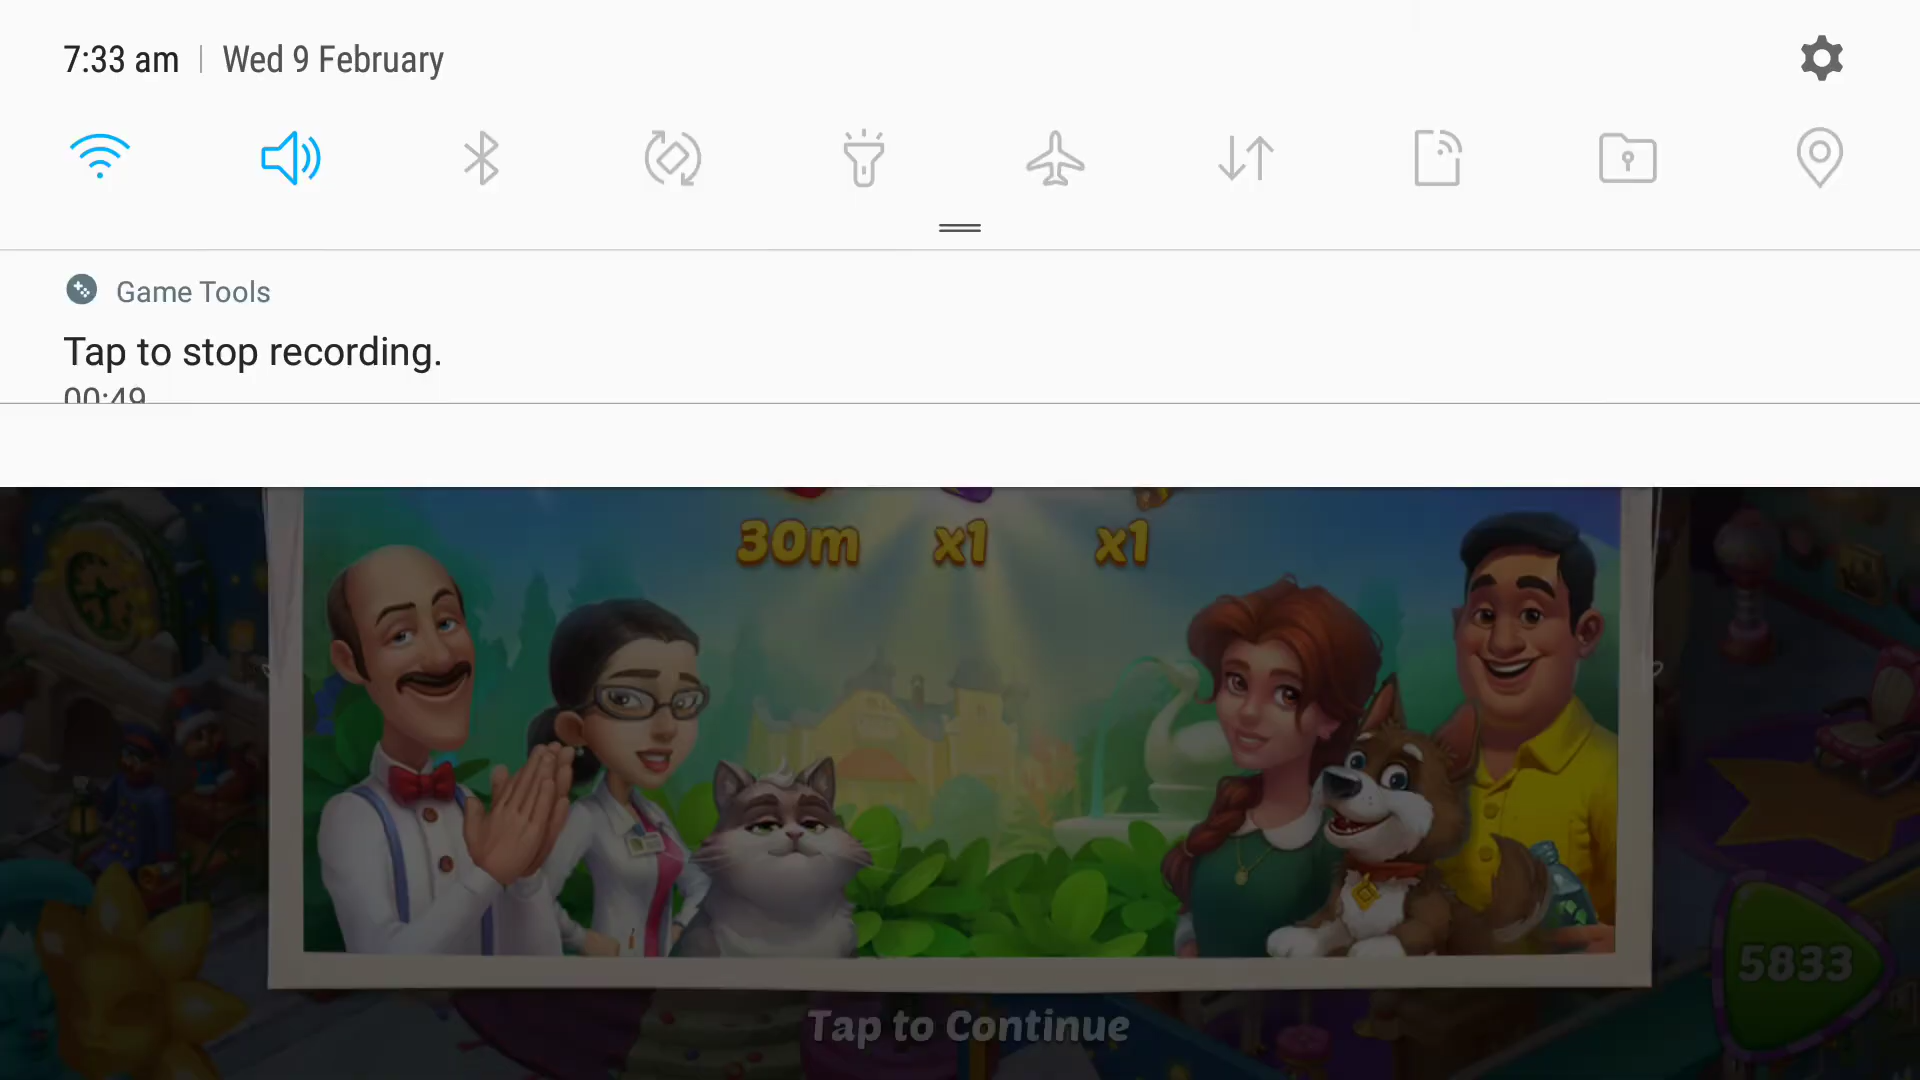 7:33 am | Wed 9 February
Game Tools
Tap to stop recording.
00:49
30m x1 x1
5833
Tap to Continue